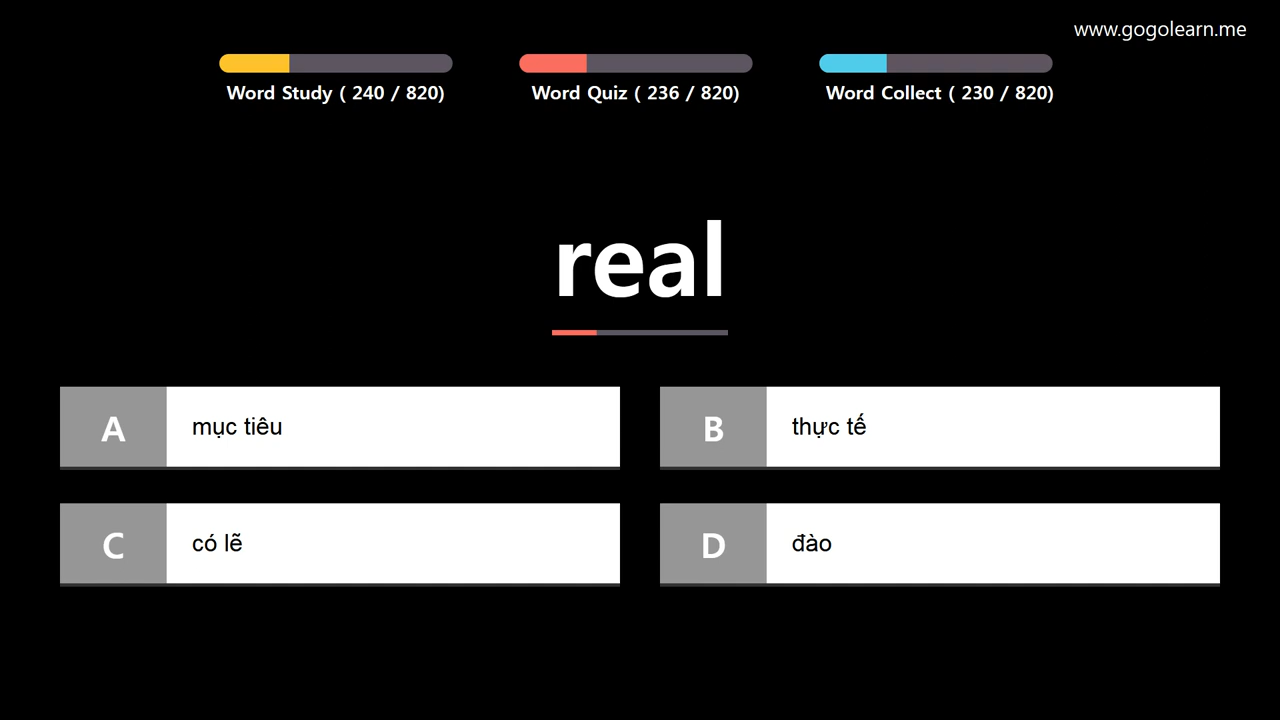 www.gogolearn.me
Word Study ( 240 / 820)
Word Quiz ( 236 / 820)
Word Collect ( 230 / 820)
real
A
mục tiêu
B
thực tế
C
có lẽ
D
đào